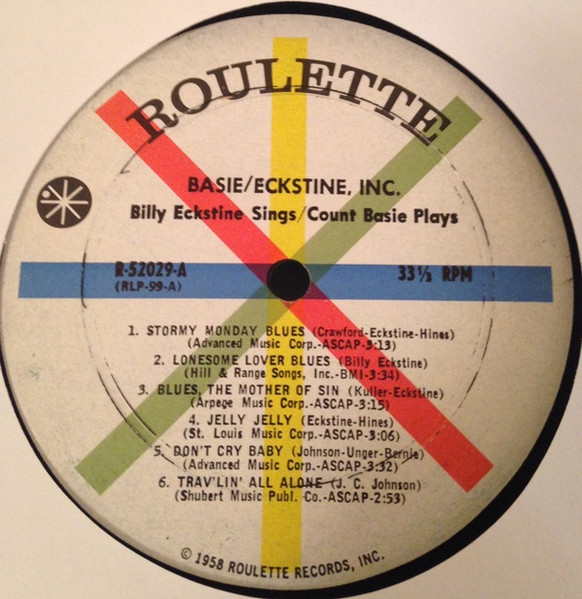 ROULETTE
BASIE/ECKSTINE, INC.
Billy Eckstine Sings/Count Basie Plays
R-52029-A 33⅓ RPM
(RLP-99-A)
1. STORMY MONDAY BLUES (Crawford-Eckstine-Hines)
(Advanced Music Corp.-ASCAP-3:13)
2. LONESOME LOVER BLUES (Billy Eckstine)
(Hill & Range Songs, Inc.-BMI-3:34)
3. BLUES, THE MOTHER OF SIN (Kuller-Eckstine)
(Arpege Music Corp.-ASCAP-3:15)
4. JELLY JELLY (Eckstine-Hines)
(St. Louis Music Corp.-ASCAP-3:06)
5. DON'T CRY BABY (Johnson-Unger-Bernie)
(Advanced Music Corp.-ASCAP-3:32)
6. TRAV'LIN' ALL ALONE (J. C. Johnson)
(Shubert Music Publ. Co.-ASCAP-2:53)
© 1958 ROULETTE RECORDS, INC.